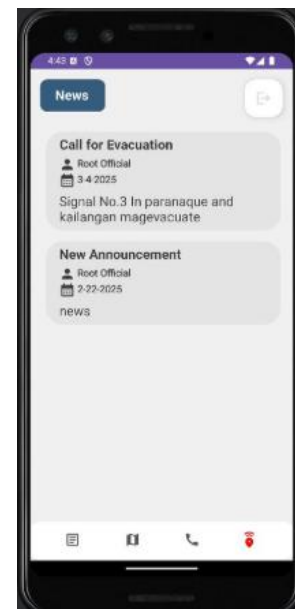 4:43
News
Call for Evacuation
Root Official
3 4 2025
Signal No.3 In paranaque and
kailangan magevacuate
New Announcement
Root Official
2-22-2025
news